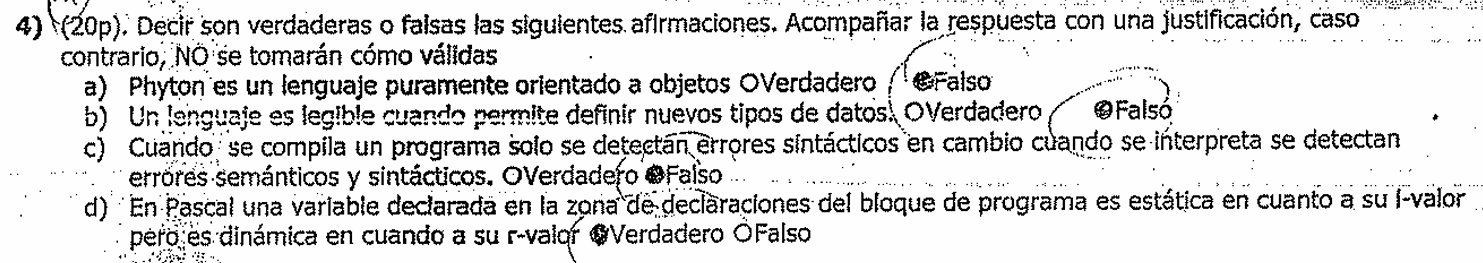 4) (20p). Decir son verdaderas o falsas las siguientes afirmaciones. Acompañar la respuesta con una justificación, caso
contrario, NO se tomarán cómo válidas
a) Phyton es un lenguaje puramente orientado a objetos OVerdadero OFalso
b) Un lenguaje es legible cuando permite definir nuevos tipos de datos. OVerdadero OFalso
c) Cuando se compila un programa solo se detectan errores sintácticos en cambio cuando se interpreta se detectan
errores semánticos y sintácticos. OVerdadero OFalso
d) En Pascal una variable declarada en la zona de declaraciones del bloque de programa es estática en cuanto a su l-valor
pero es dinámica en cuando a su r-valor OVerdadero OFalso